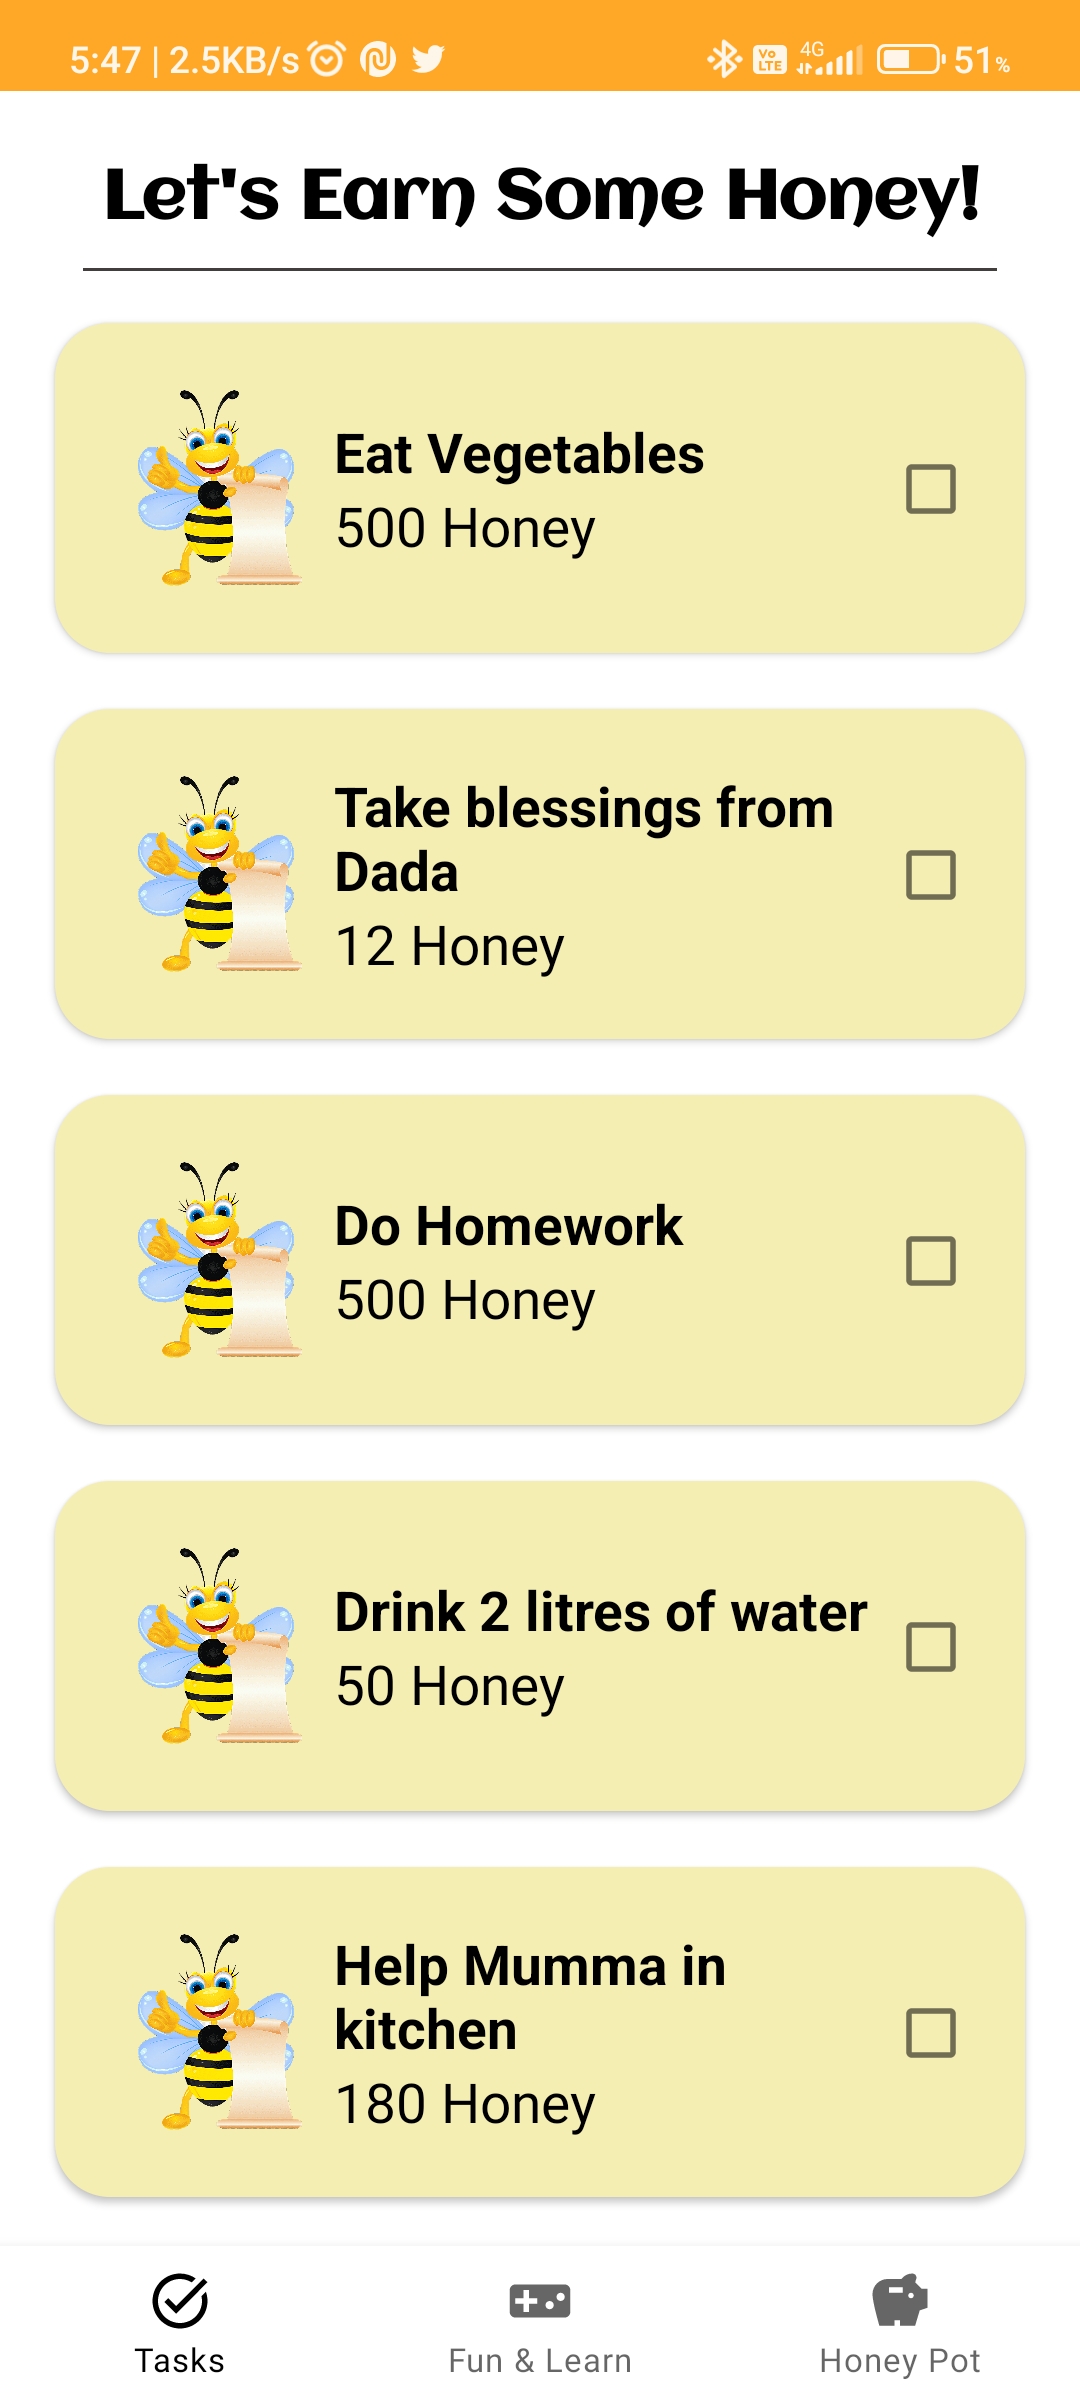 5:47 | 2.5KB/s
Vo LTE 4G 51%
Let's Earn Some Honey!
Eat Vegetables
500 Honey
Take blessings from
Dada
12 Honey
Do Homework
500 Honey
Drink 2 litres of water
50 Honey
Help Mumma in
kitchen
180 Honey
Tasks Fun & Learn Honey Pot